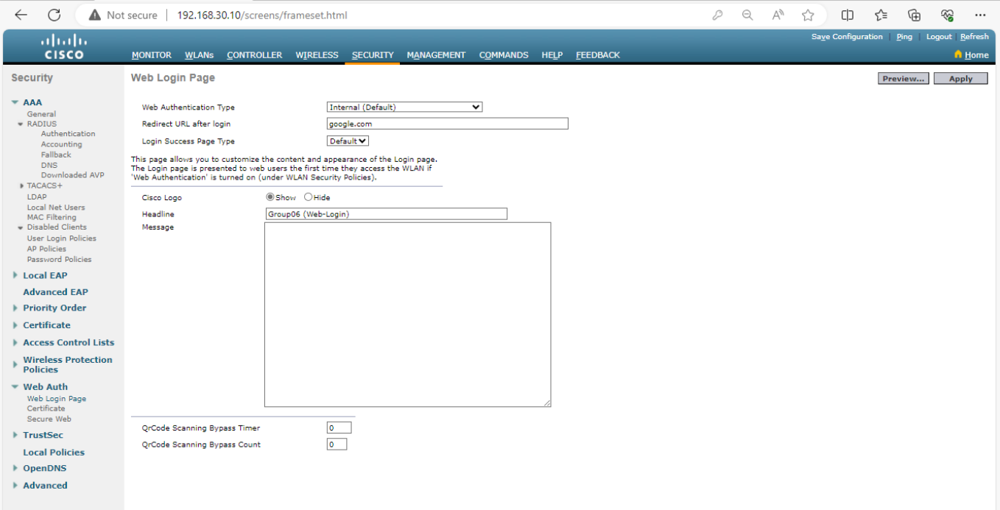 Not secure | 192.168.30.10/screens/frameset.html
Save Configuration | Ping | Logout | Refresh
CISCO
MONITOR WLANs CONTROLLER WIRELESS SECURITY MANAGEMENT COMMANDS HELP FEEDBACK
Home
Security
AAA
General
RADIUS
Authentication
Accounting
Fallback
DNS
Downloaded AVP
TACACS+
LDAP
Local Net Users
MAC Filtering
Disabled Clients
User Login Policies
AP Policies
Password Policies
Local EAP
Advanced EAP
Priority Order
Certificate
Access Control Lists
Wireless Protection
Policies
Web Auth
Web Login Page
Certificate
Secure Web
TrustSec
Local Policies
OpenDNS
Advanced
Web Login Page
Preview... Apply
Web Authentication Type Internal (Default)
Redirect URL after login google.com
Login Success Page Type Default
This page allows you to customize the content and appearance of the Login page.
The Login page is presented to web users the first time they access the WLAN if
'Web Authentication' is turned on (under WLAN Security Policies).
Cisco Logo Show Hide
Headline Group06 (Web-Login)
Message
QrCode Scanning Bypass Timer 0
QrCode Scanning Bypass Count 0